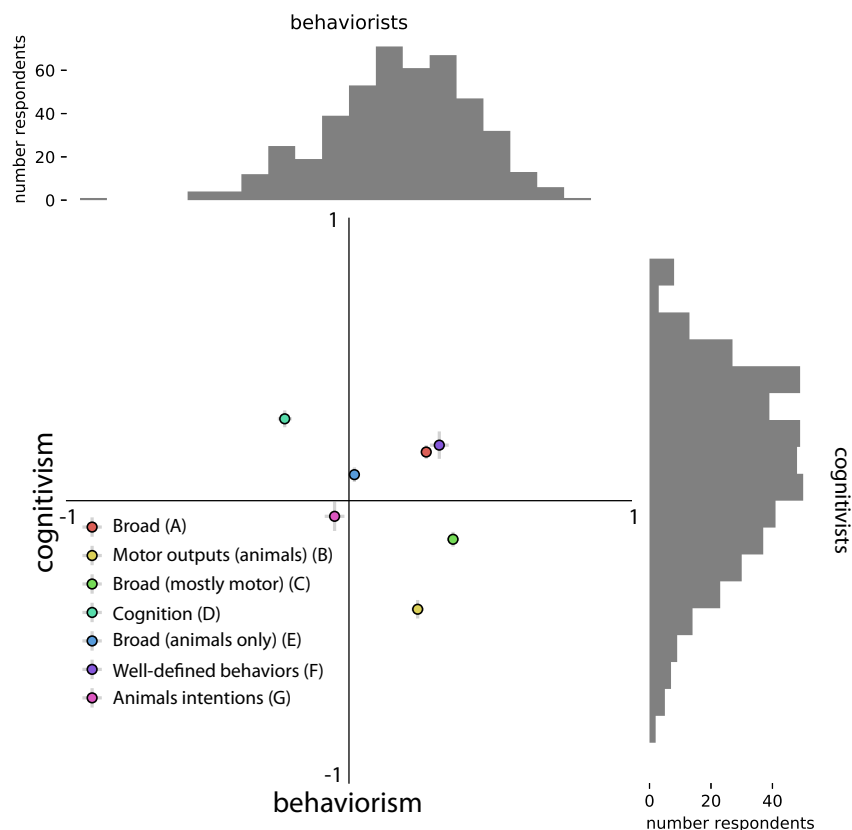 behaviorists
number respondents
60
40
20
0
1
cognitivism
-1
1
Broad (A)
Motor outputs (animals) (B)
Broad (mostly motor) (C)
Cognition (D)
Broad (animals only) (E)
Well-defined behaviors (F)
Animals intentions (G)
-1
behaviorism
cognitivists
0 20 40
number respondents